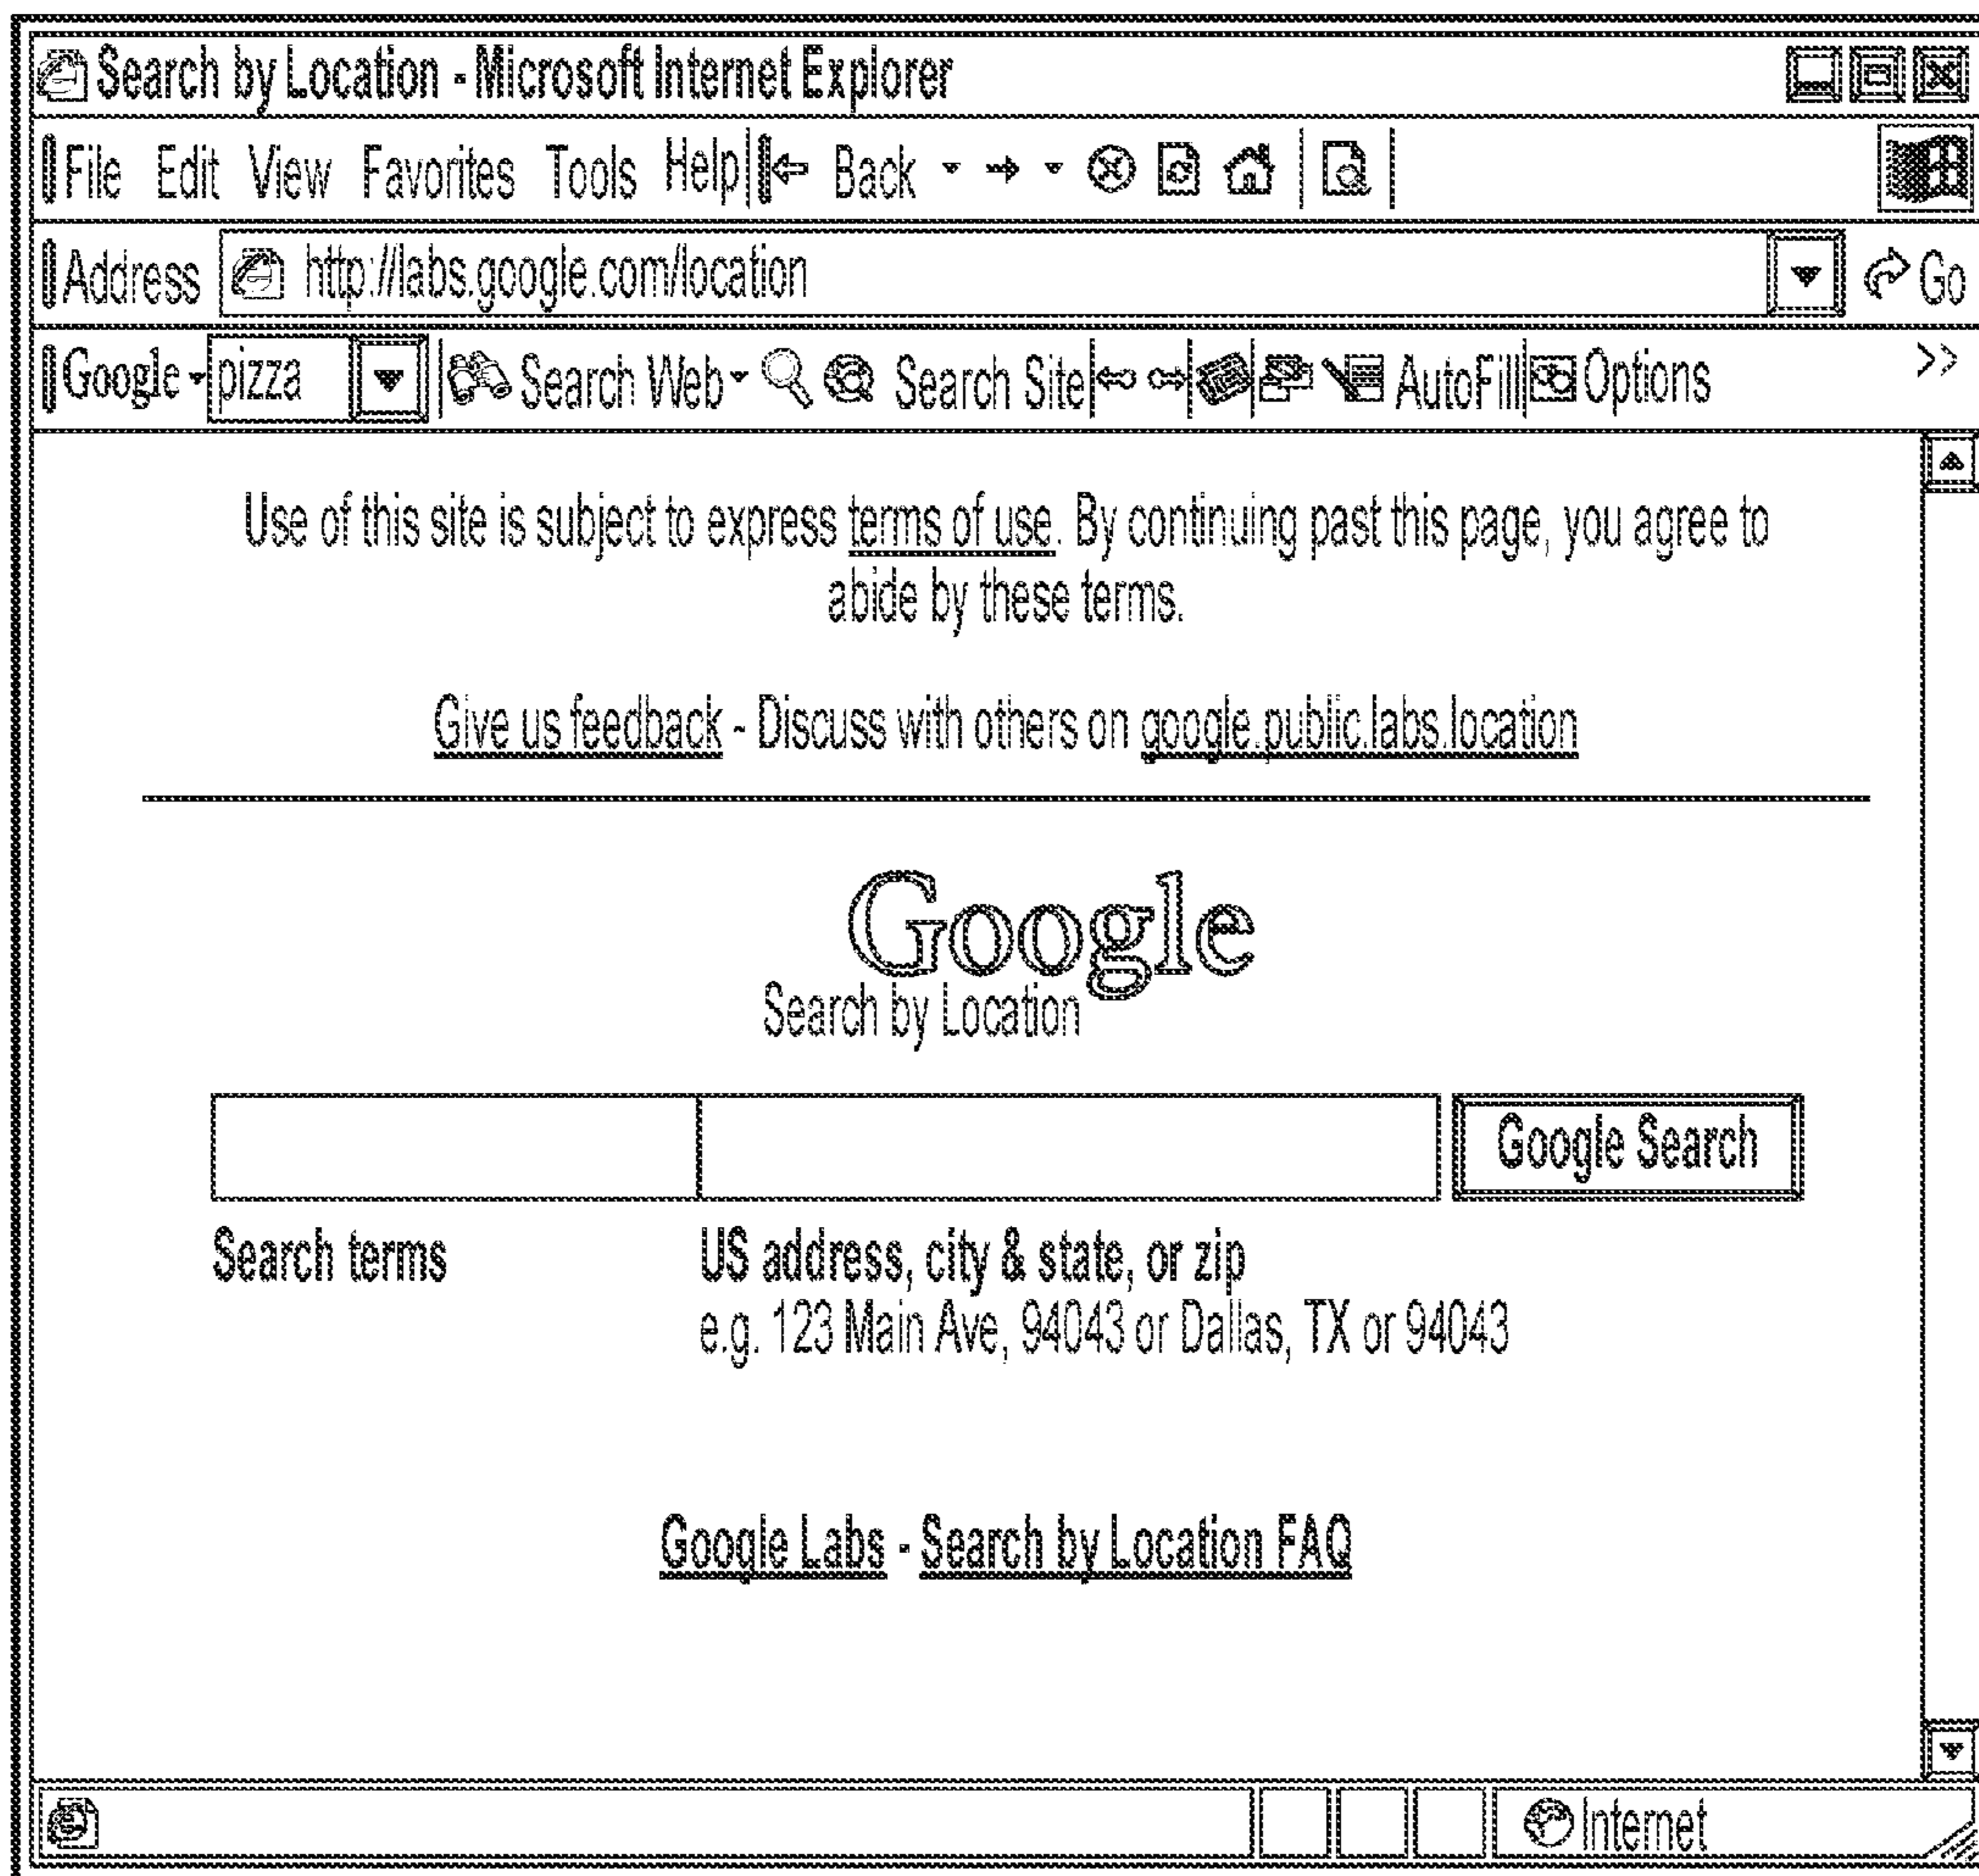 Search by Location - Microsoft Internet Explorer
File Edit View Favorites Tools Help Back
Address http://labs.google.com/location Go
Google pizza Search Web Search Site AutoFill Options >>
Use of this site is subject to express terms of use. By continuing past this page, you agree to
abide by these terms.
Give us feedback - Discuss with others on google.public.labs.location
Google
Search by Location
Google Search
Search terms US address, city & state, or zip
e.g. 123 Main Ave, 94043 or Dallas, TX or 94043
Google Labs - Search by Location FAQ
Internet